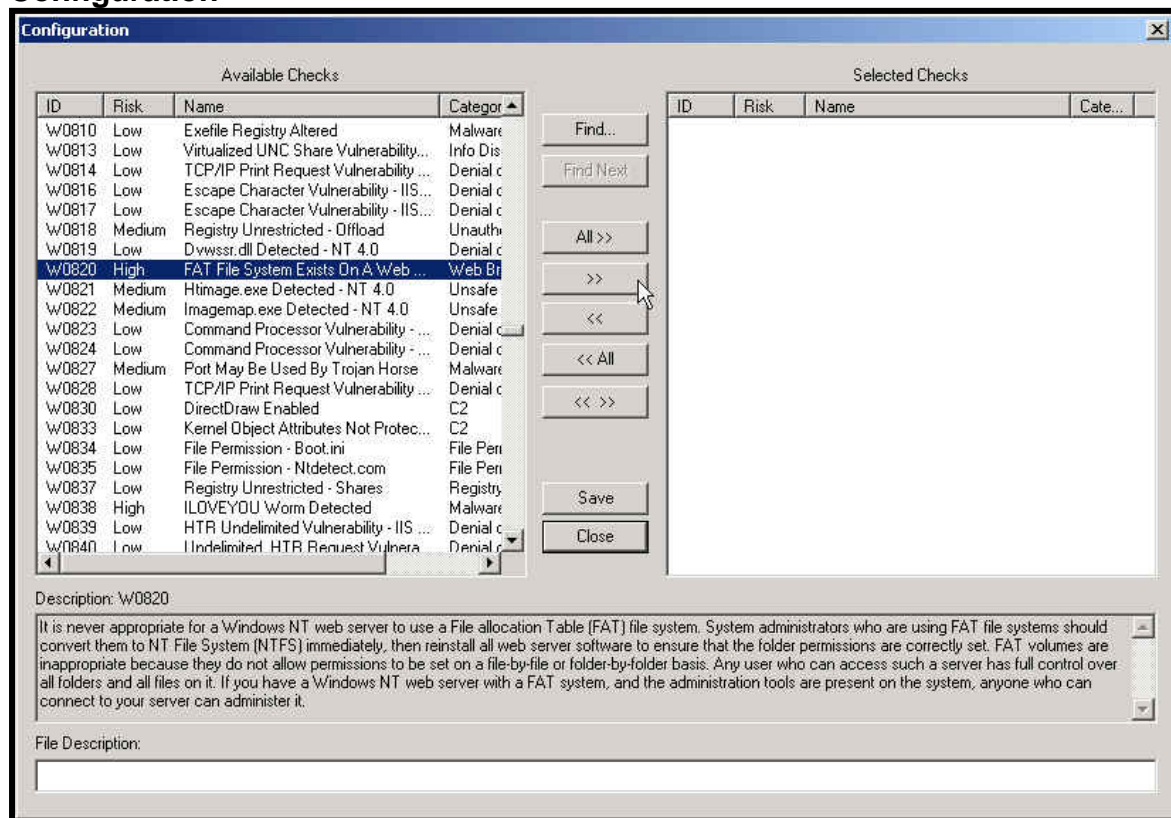 Configuration
Configuration
Available Checks
Selected Checks
ID Risk Name Categor
W0810 Low Exefile Registry Altered Malware
W0813 Low Virtualized UNC Share Vulnerability... Info Dis
W0814 Low TCP/IP Print Request Vulnerability ... Denial c
W0816 Low Escape Character Vulnerability - IIS... Denial c
W0817 Low Escape Character Vulnerability - IIS... Denial c
W0818 Medium Registry Unrestricted - Offload Unautho
W0819 Low Dvwssr.dll Detected - NT 4.0 Denial c
W0820 High FAT File System Exists On A Web ... Web Br
W0821 Medium Htimage.exe Detected - NT 4.0 Unsafe
W0822 Medium Imagemap.exe Detected - NT 4.0 Unsafe
W0823 Low Command Processor Vulnerability - ... Denial c
W0824 Low Command Processor Vulnerability - ... Denial c
W0827 Medium Port May Be Used By Trojan Horse Malware
W0828 Low TCP/IP Print Request Vulnerability ... Denial c
W0830 Low DirectDraw Enabled C2
W0833 Low Kernel Object Attributes Not Protec... C2
W0834 Low File Permission - Boot.ini File Perr
W0835 Low File Permission - Ntdetect.com File Perr
W0837 Low Registry Unrestricted - Shares Registry
W0838 High ILOVEYOU Worm Detected Malware
W0839 Low HTR Undelimited Vulnerability - IIS ... Denial c
W0840 Low Undelimited .HTR Request Vulnera... Denial c
Find...
Find Next
All >>
>>
<<
<< All
<< >>
Save
Close
ID Risk Name Cate...
Description: W0820
It is never appropriate for a Windows NT web server to use a File allocation Table (FAT) file system. System administrators who are using FAT file systems should
convert them to NT File System (NTFS) immediately, then reinstall all web server software to ensure that the folder permissions are correctly set. FAT volumes are
inappropriate because they do not allow permissions to be set on a file-by-file or folder-by-folder basis. Any user who can access such a server has full control over
all folders and all files on it. If you have a Windows NT web server with a FAT system, and the administration tools are present on the system, anyone who can
connect to your server can administer it.
File Description: